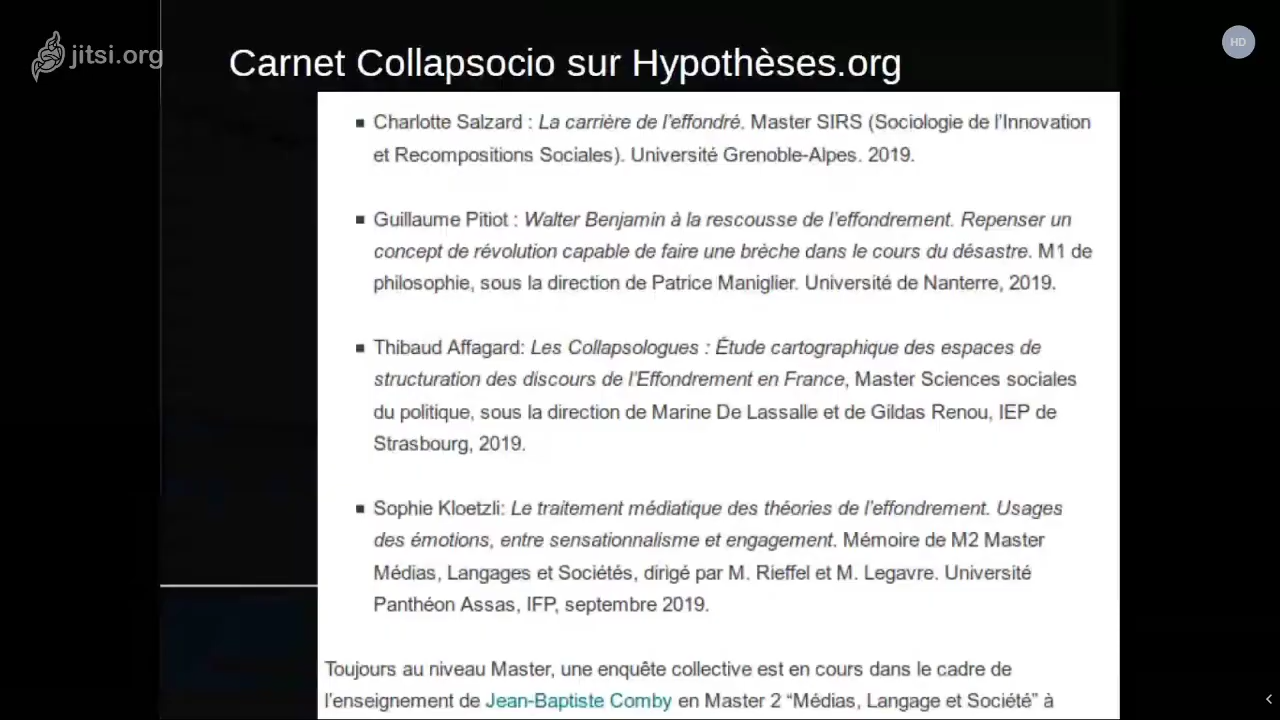 jitsi.org
HD
Carnet Collapsocio sur Hypothèses.org
▪ Charlotte Salzard : La carrière de l’effondré. Master SIRS (Sociologie de l’Innovation
et Recompositions Sociales). Université Grenoble-Alpes. 2019.
▪ Guillaume Pitiot : Walter Benjamin à la rescousse de l’effondrement. Repenser un
concept de révolution capable de faire une brèche dans le cours du désastre. M1 de
philosophie, sous la direction de Patrice Maniglier. Université de Nanterre, 2019.
▪ Thibaud Affagard: Les Collapsologues : Étude cartographique des espaces de
structuration des discours de l’Effondrement en France, Master Sciences sociales
du politique, sous la direction de Marine De Lassalle et de Gildas Renou, IEP de
Strasbourg, 2019.
▪ Sophie Kloetzli: Le traitement médiatique des théories de l’effondrement. Usages
des émotions, entre sensationnalisme et engagement. Mémoire de M2 Master
Médias, Langages et Sociétés, dirigé par M. Rieffel et M. Legavre. Université
Panthéon Assas, IFP, septembre 2019.
Toujours au niveau Master, une enquête collective est en cours dans le cadre de
l’enseignement de Jean-Baptiste Comby en Master 2 “Médias, Langage et Société” à